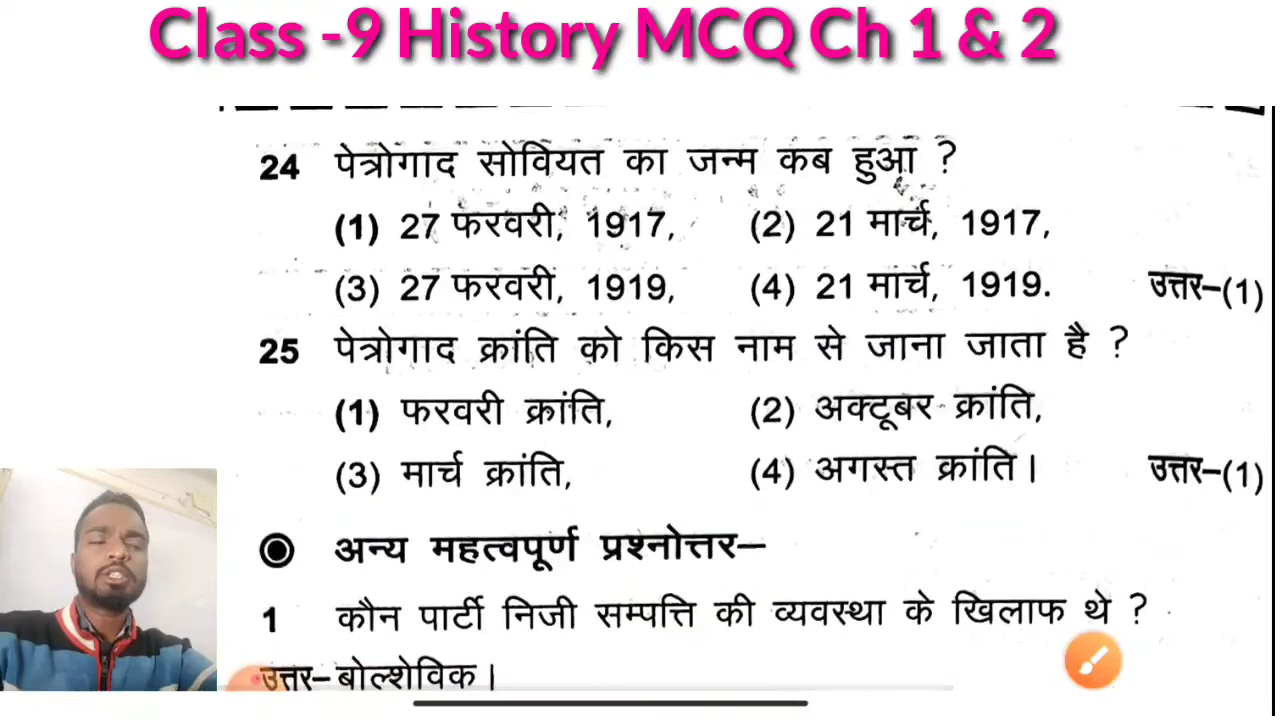 Class -9 History MCQ Ch 1 & 2
24 पेत्रोगाद सोवियत का जन्म कब हुआ ?
(1) 27 फरवरी, 1917, (2) 21 मार्च, 1917,
(3) 27 फरवरी, 1919, (4) 21 मार्च, 1919. उत्तर–(1)
25 पेत्रोगाद क्रांति को किस नाम से जाना जाता है ?
(1) फरवरी क्रांति, (2) अक्टूबर क्रांति,
(3) मार्च क्रांति, (4) अगस्त क्रांति। उत्तर–(1)
अन्य महत्वपूर्ण प्रश्नोत्तर–
1 कौन पार्टी निजी सम्पत्ति की व्यवस्था के खिलाफ थे ?
उत्तर– बोल्शेविक।